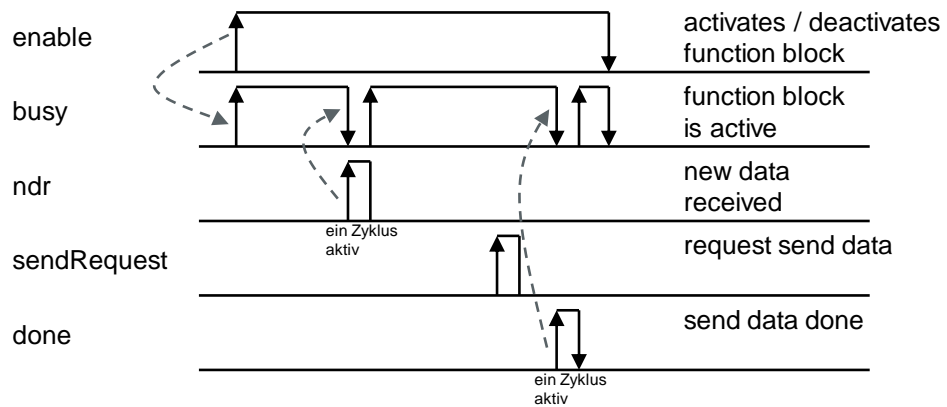 enable
activates / deactivates
function block
busy
function block
is active
ndr
new data
received
ein Zyklus
aktiv
sendRequest
request send data
done
send data done
ein Zyklus
aktiv